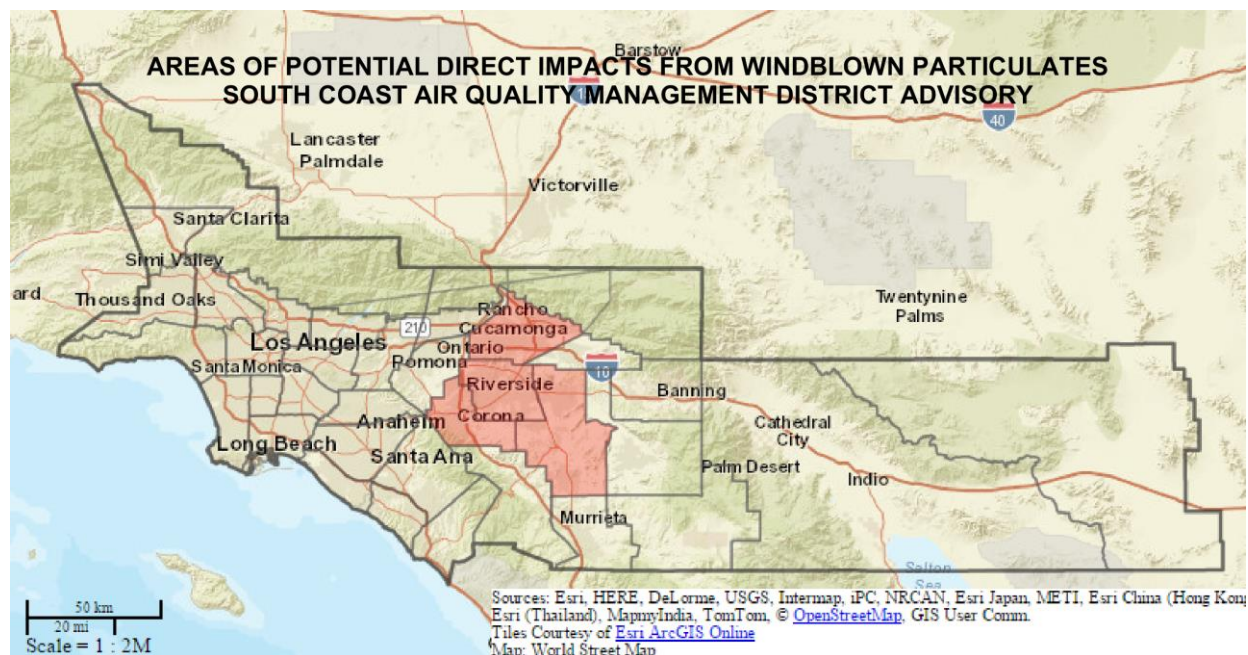 Barstow
AREAS OF POTENTIAL DIRECT IMPACTS FROM WINDBLOWN PARTICULATES
SOUTH COAST AIR QUALITY MANAGEMENT DISTRICT ADVISORY
40
Lancaster
Palmdale
Victorville
Santa Clarita
Simi Valley
ard
Thousand Oaks
Twentynine
Palms
Rancho
Cucamonga
210
Los Angeles
Ontario
Pomona
Santa Monica
10
Riverside
Banning
Corona
Anaheim
Cathedral
City
Long Beach
Santa Ana
Palm Desert
Indio
Murrieta
Salton
Sea
50 km
20 mi
Scale = 1 : 2M
Sources: Esri, HERE, DeLorme, USGS, Intermap, iPC, NRCAN, Esri Japan, METI, Esri China (Hong Kong
Esri (Thailand), MapmyIndia, TomTom, © OpenStreetMap, GIS User Comm.
Tiles Courtesy of Esri ArcGIS Online
Map: World Street Map